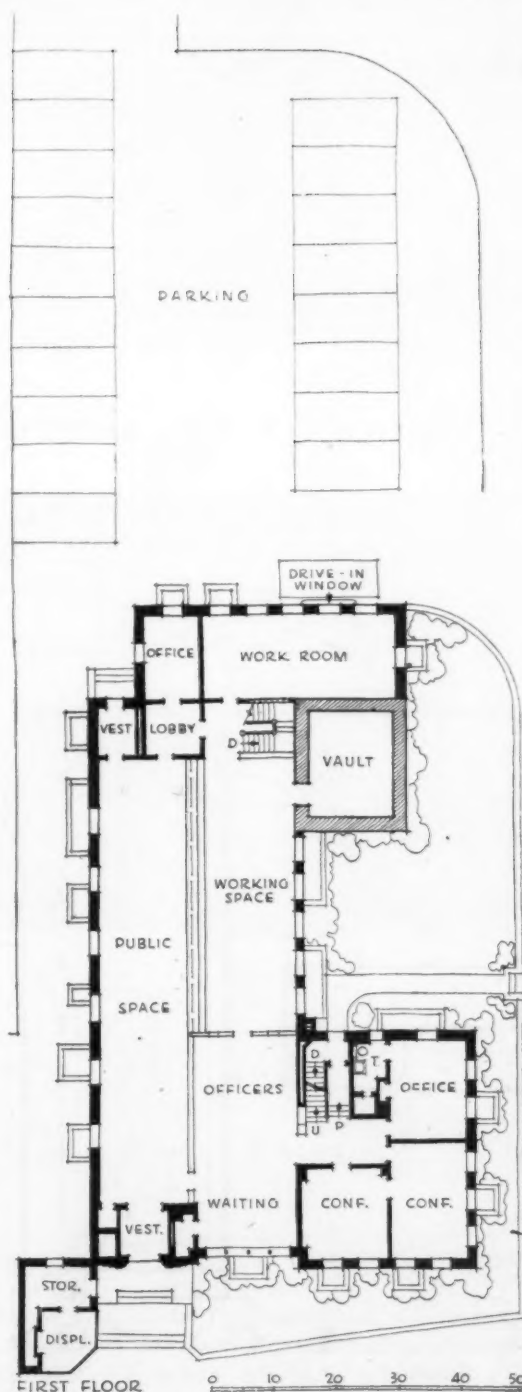 PARKING
DRIVE-IN
WINDOW
OFFICE
WORK ROOM
VEST
LOBBY
D
VAULT
WORKING
SPACE
PUBLIC
SPACE
D
T
OFFICERS
OFFICE
U
P
WAITING
CONF.
CONF.
VEST.
STOR.
DISPL.
FIRST FLOOR
0 10 20 30 40 50